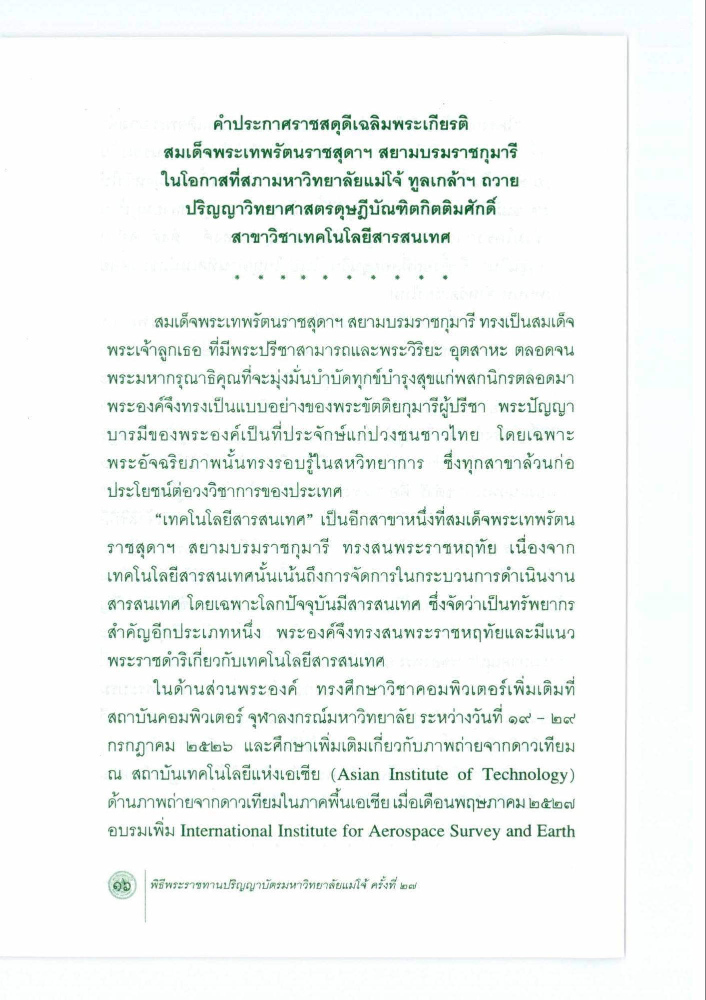 คำประกาศราชสดุดีเฉลิมพระเกียรติ
สมเด็จพระเทพรัตนราชสุดาฯ สยามบรมราชกุมารี
ในโอกาสที่สภามหาวิทยาลัยแม่โจ้ ทูลเกล้าฯ ถวาย
ปริญญาวิทยาศาสตรดุษฎีบัณฑิตกิตติมศักดิ์
สาขาวิชาเทคโนโลยีสารสนเทศ
* * * * * * * * * *
สมเด็จพระเทพรัตนราชสุดาฯ สยามบรมราชกุมารี ทรงเป็นสมเด็จ
พระเจ้าลูกเธอ ที่มีพระปรีชาสามารถและพระวิริยะ อุตสาหะ ตลอดจน
พระมหากรุณาธิคุณที่จะมุ่งมั่นบำบัดทุกข์บำรุงสุขแก่พสกนิกรตลอดมา
พระองค์จึงทรงเป็นแบบอย่างของพระขัตติยกุมารีผู้ปรีชา พระปัญญา
บารมีของพระองค์เป็นที่ประจักษ์แก่ปวงชนชาวไทย โดยเฉพาะ
พระอัจฉริยภาพนั้นทรงรอบรู้ในสหวิทยาการ ซึ่งทุกสาขาล้วนก่อ
ประโยชน์ต่อวงวิชาการของประเทศ
“เทคโนโลยีสารสนเทศ” เป็นอีกสาขาหนึ่งที่สมเด็จพระเทพรัตน
ราชสุดาฯ สยามบรมราชกุมารี ทรงสนพระราชหฤทัย เนื่องจาก
เทคโนโลยีสารสนเทศนั้นเน้นถึงการจัดการในกระบวนการดำเนินงาน
สารสนเทศ โดยเฉพาะโลกปัจจุบันมีสารสนเทศ ซึ่งจัดว่าเป็นทรัพยากร
สำคัญอีกประเภทหนึ่ง พระองค์จึงทรงสนพระราชหฤทัยและมีแนว
พระราชดำริเกี่ยวกับเทคโนโลยีสารสนเทศ
ในด้านส่วนพระองค์ ทรงศึกษาวิชาคอมพิวเตอร์เพิ่มเติมที่
สถาบันคอมพิวเตอร์ จุฬาลงกรณ์มหาวิทยาลัย ระหว่างวันที่ ๑๙ - ๒๙
กรกฎาคม ๒๕๒๖ และศึกษาเพิ่มเติมเกี่ยวกับภาพถ่ายจากดาวเทียม
ณ สถาบันเทคโนโลยีแห่งเอเซีย (Asian Institute of Technology)
ด้านภาพถ่ายจากดาวเทียมในภาคพื้นเอเชีย เมื่อเดือนพฤษภาคม ๒๕๒๗
อบรมเพิ่ม International Institute for Aerospace Survey and Earth
๑๖ พิธีพระราชทานปริญญาบัตรมหาวิทยาลัยแม่โจ้ ครั้งที่ ๒๗